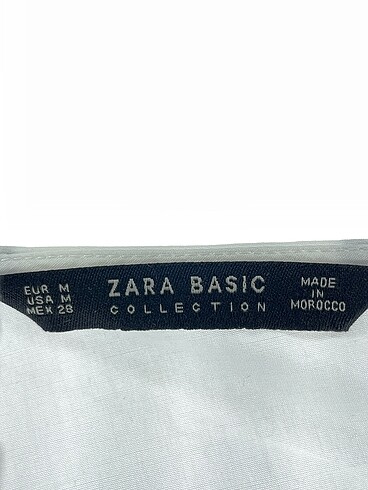 EUR M
USA M
MEX 28
ZARA BASIC
COLLECTION
MADE
IN
MOROCCO